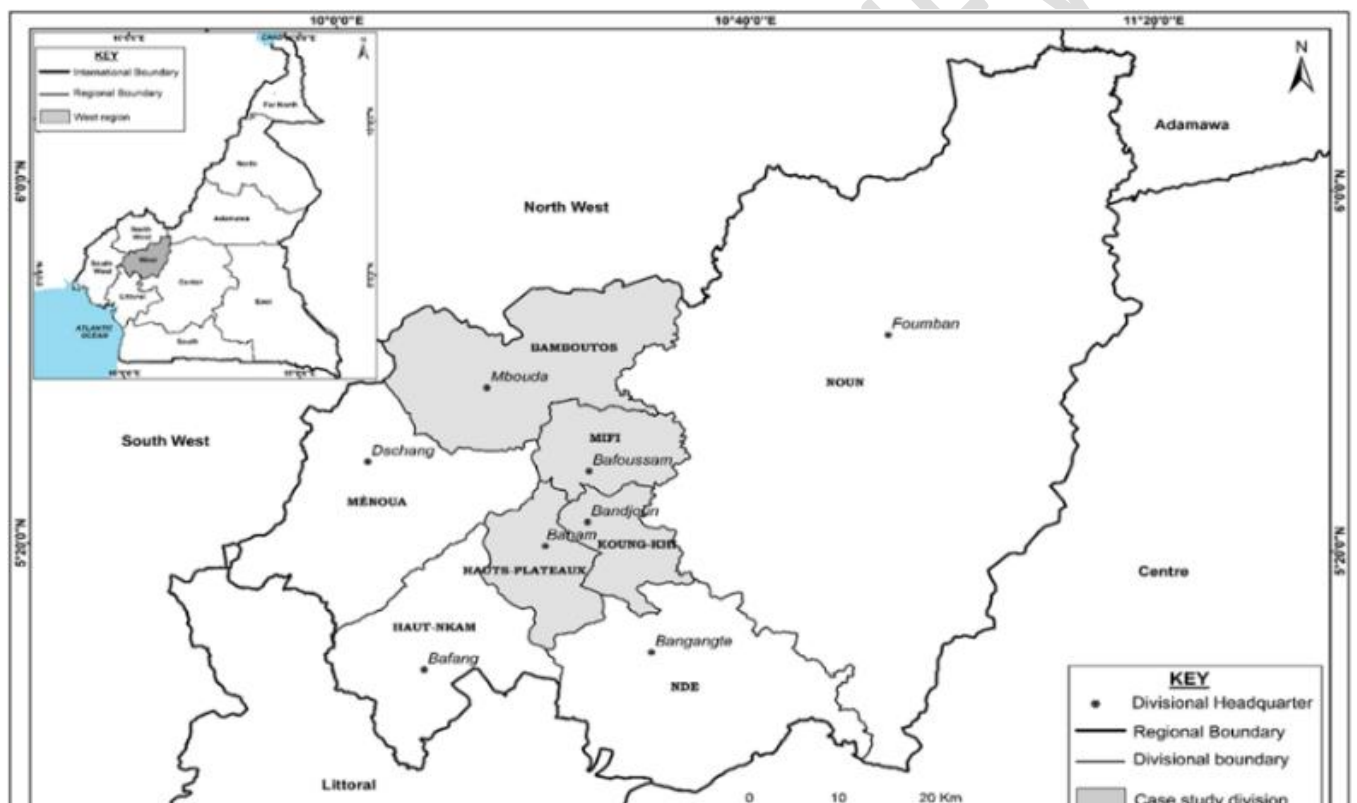 10°0'0"E
10°40'0"E
11°20'0"E
KEY
International Boundary
Regional Boundary
West region
Far North
North
Adamawa
North West
West
South West
Littoral
Center
East
South
ATLANTIC OCEAN
N
Adamawa
6°0'0"N
6°0'0"N
North West
Foumban
BAMBOUTOS
Mbouda
NOUN
South West
MIFI
Dschang
Bafoussam
MÉNOUA
Bandjoun
Baham
KOUNG-KHI
5°20'0"N
5°20'0"N
HAUTS-PLATEAUX
Centre
HAUT-NKAM
Bangangte
Bafang
NDE
KEY
Divisional Headquarter
Regional Boundary
Divisional boundary
Case study division
Littoral
0 10 20 Km